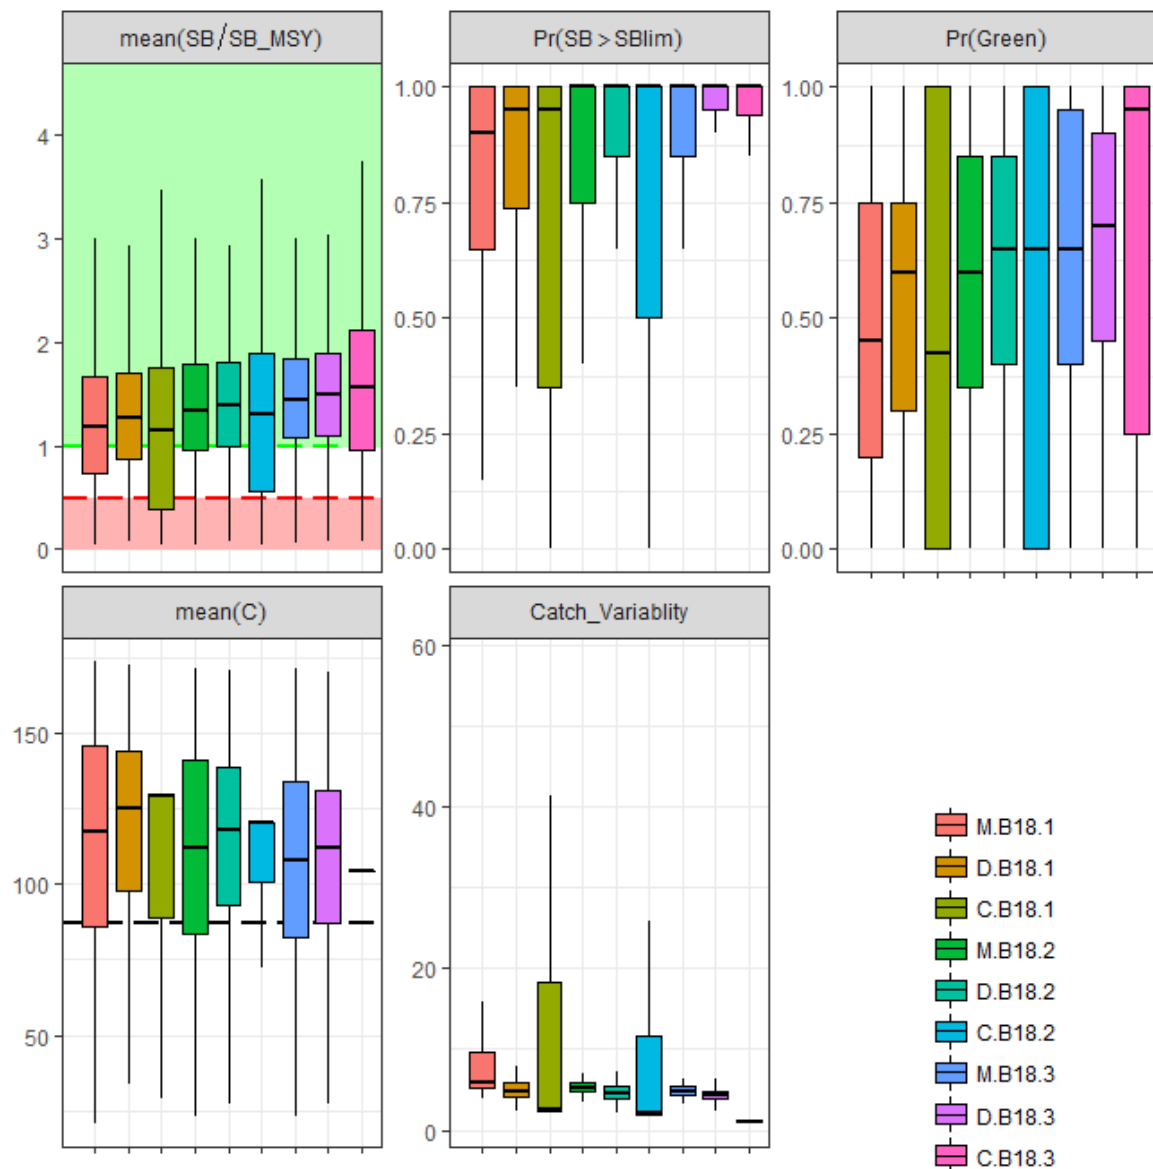 mean(SB/SB_MSY)
Pr(SB>SBlim)
Pr(Green)
4
3
2
1
0
1.00
0.75
0.50
0.25
0.00
1.00
0.75
0.50
0.25
0.00
mean(C)
Catch_Variablity
150
100
50
60
40
20
0
M.B18.1
D.B18.1
C.B18.1
M.B18.2
D.B18.2
C.B18.2
M.B18.3
D.B18.3
C.B18.3